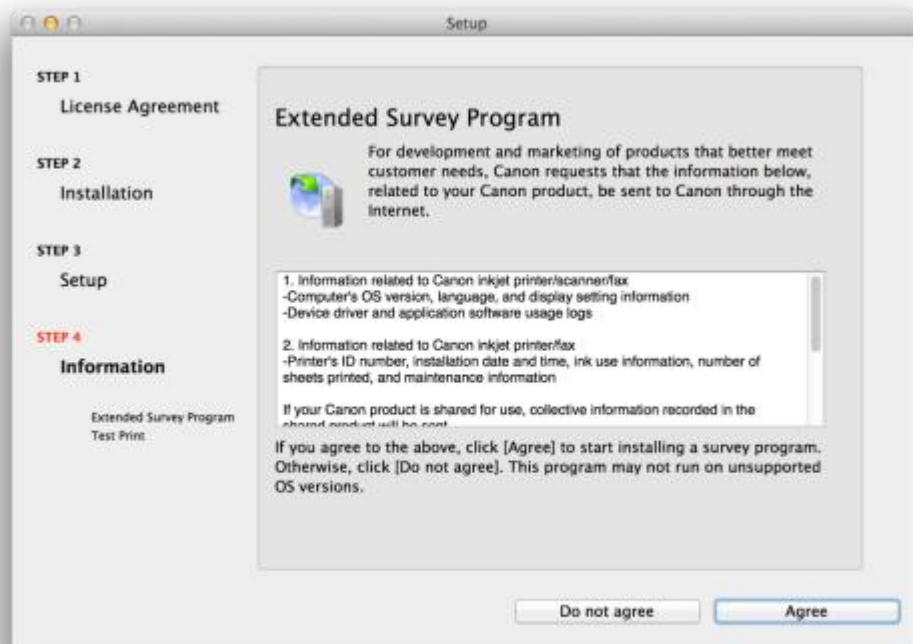 Setup
STEP 1
License Agreement
STEP 2
Installation
STEP 3
Setup
STEP 4
Information
Extended Survey Program
Test Print
Extended Survey Program
For development and marketing of products that better meet
customer needs, Canon requests that the information below,
related to your Canon product, be sent to Canon through the
Internet.
1. Information related to Canon inkjet printer/scanner/fax
-Computer's OS version, language, and display setting information
-Device driver and application software usage logs
2. Information related to Canon inkjet printer/fax
-Printer's ID number, installation date and time, ink use information, number of
sheets printed, and maintenance information
If your Canon product is shared for use, collective information recorded in the
shared product will be sent
If you agree to the above, click [Agree] to start installing a survey program.
Otherwise, click [Do not agree]. This program may not run on unsupported
OS versions.
Do not agree
Agree